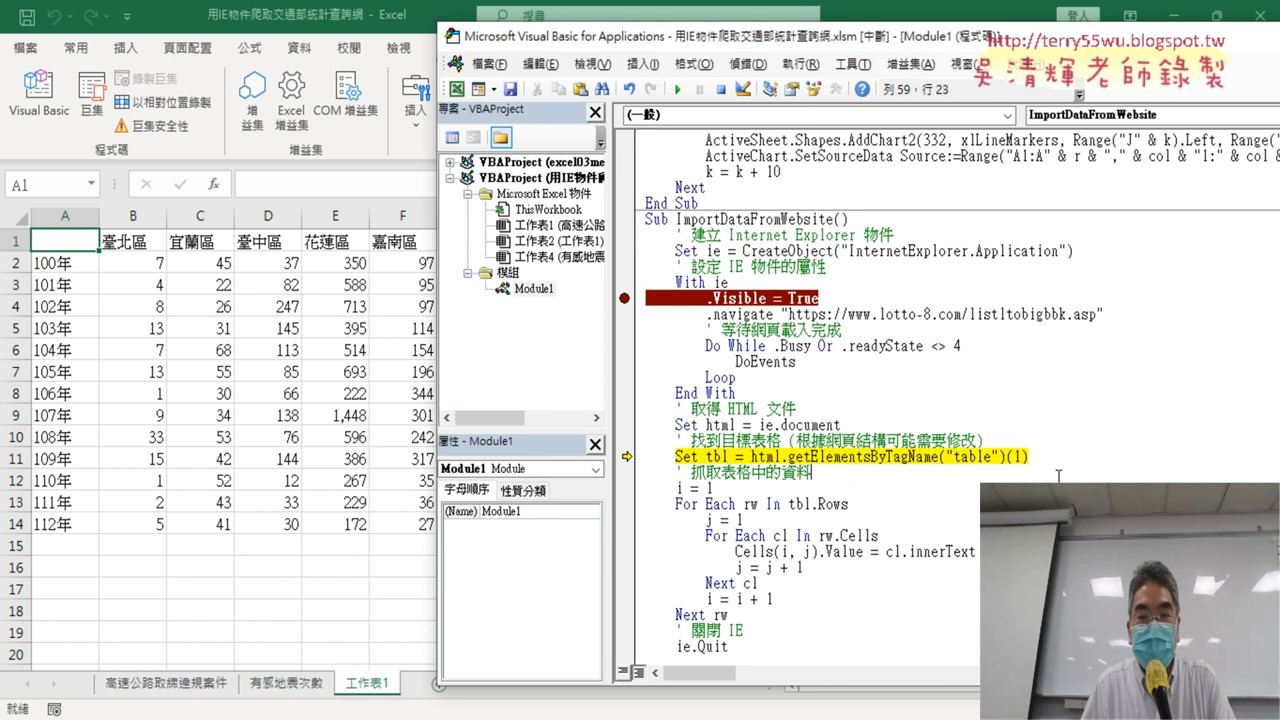 用IE物件爬取交通部統計查詢網 - Excel
搜尋
登入
檔案 常用 插入 頁面配置 公式 資料 校閱 檢視
Visual Basic
巨集
錄製巨集
以相對位置錄製
巨集安全性
程式碼
增益集
Excel 增益集
COM 增益集
增益集
插入
A1
fx
A B C D E F
1 臺北區 宜蘭區 臺中區 花蓮區 嘉南區
2 100年 7 45 37 350 97
3 101年 4 22 82 588 95
4 102年 8 26 247 713 97
5 103年 13 31 145 395 114
6 104年 7 68 113 514 154
7 105年 13 55 85 693 196
8 106年 1 30 66 222 344
9 107年 9 34 138 1,448 301
10 108年 33 53 76 596 242
11 109年 15 42 144 386 317
12 110年 1 52 12 267 35
13 111年 2 43 33 229 36
14 112年 5 41 30 172 27
15
16
17
18
19
20
高速公路取締違規案件 有感地震次數 工作表1
就緒
Microsoft Visual Basic for Applications - 用IE物件爬取交通部統計查詢網.xlsm [中斷] - [Module1 (程式碼)]
http://terry55wu.blogspot.tw
吳清輝老師錄製
檔案(F) 編輯(E) 檢視(V) 插入(I) 格式(O) 偵錯(D) 執行(R) 工具(T) 增益集(A)
列 59，行 23
專案 - VBAProject
VBAProject (excel03me
VBAProject (用IE物件
Microsoft Excel 物件
ThisWorkbook
工作表1 (高速公路
工作表2 (工作表1)
工作表4 (有感地震
模組
Module1
屬性 - Module1
Module1 Module
字母順序 性質分類
(Name) Module1
(一般) ImportDataFromWebsite
ActiveSheet.Shapes.AddChart2(332, xlLineMarkers, Range("J" & k).Left, Range("
ActiveChart.SetSourceData Source:=Range("A1:A" & r & "," & col & "1:" & col &
k = k + 10
Next
End Sub
Sub ImportDataFromWebsite()
' 建立 Internet Explorer 物件
Set ie = CreateObject("InternetExplorer.Application")
' 設定 IE 物件的屬性
With ie
.Visible = True
.navigate "https://www.lotto-8.com/listltobigbbk.asp"
' 等待網頁載入完成
Do While .Busy Or .readyState <> 4
DoEvents
Loop
End With
' 取得 HTML 文件
Set html = ie.document
' 找到目標表格 (根據網頁結構可能需要修改)
Set tbl = html.getElementsByTagName("table")(1)
' 抓取表格中的資料
i = 1
For Each rw In tbl.Rows
j = 1
For Each cl In rw.Cells
Cells(i, j).Value = cl.innerText
j = j + 1
Next cl
i = i + 1
Next rw
' 關閉 IE
ie.Quit